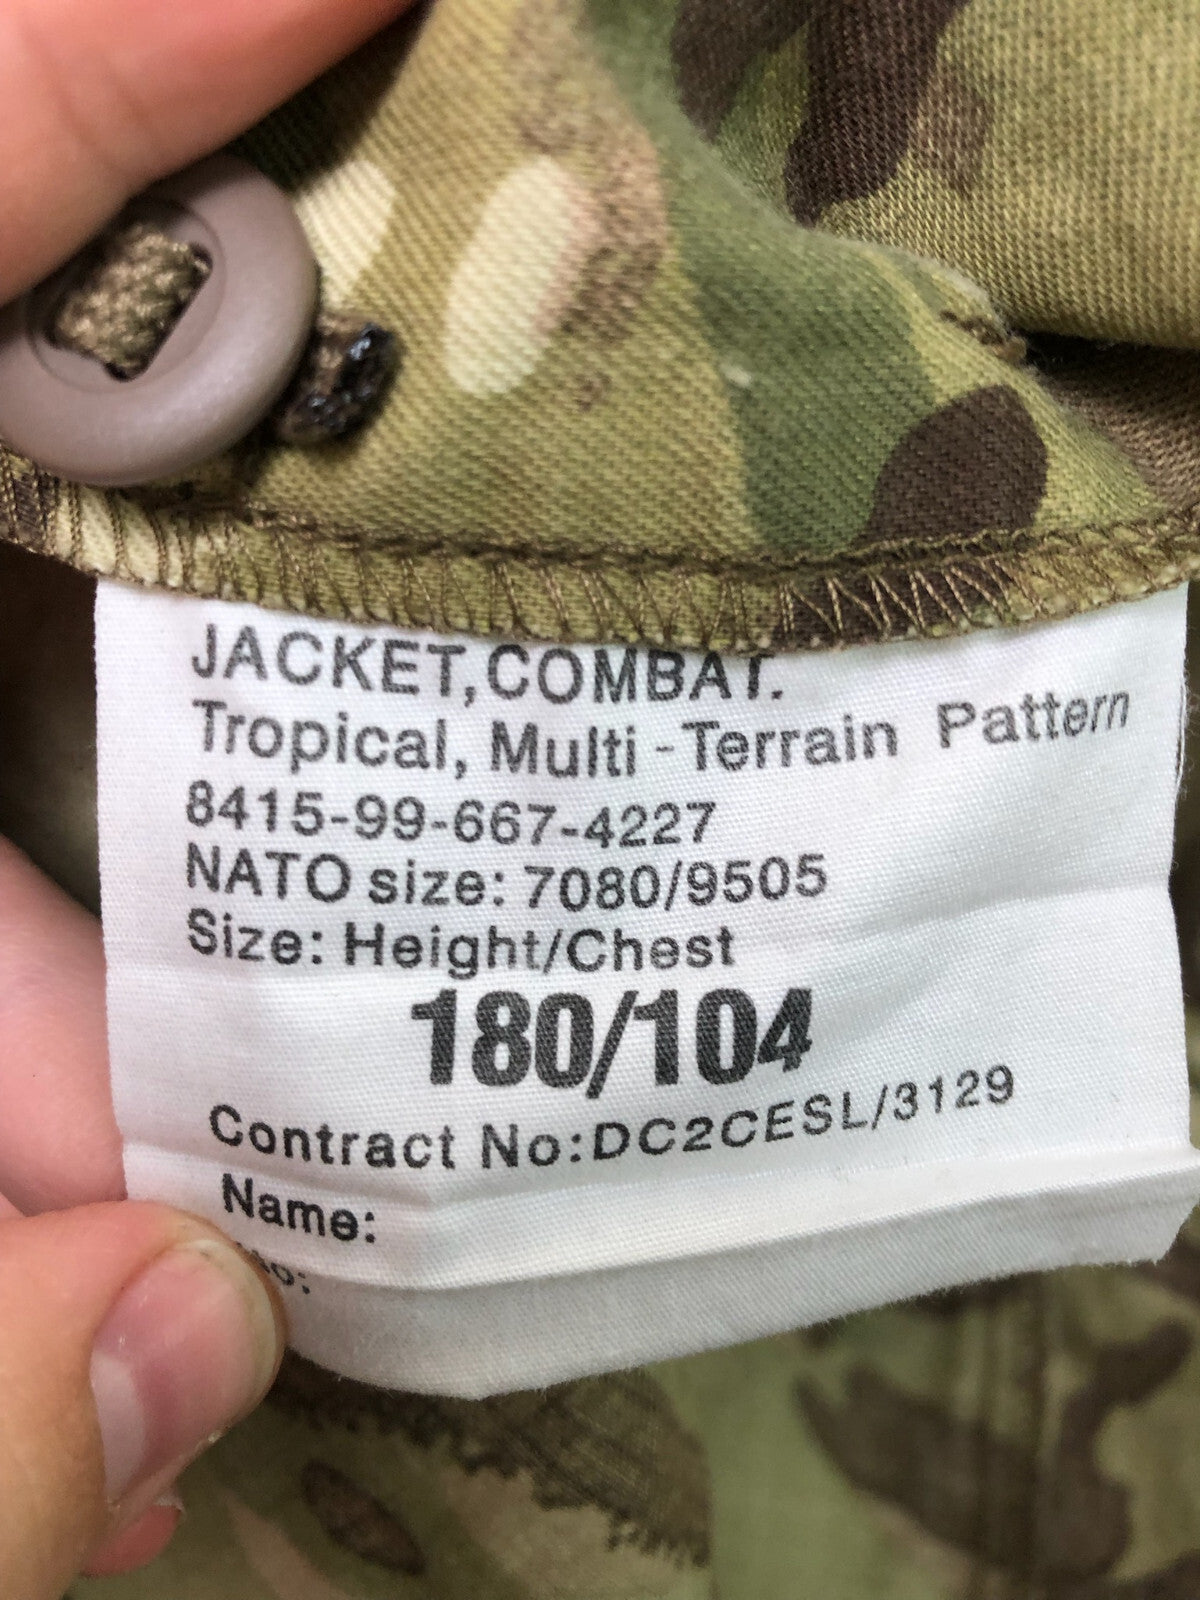 JACKET,COMBAT.
Tropical, Multi-Terrain Pattern
8415-99-667-4227
NATO size: 7080/9505
Size: Height/Chest
180/104
Contract No:DC2CESL/3129
Name: